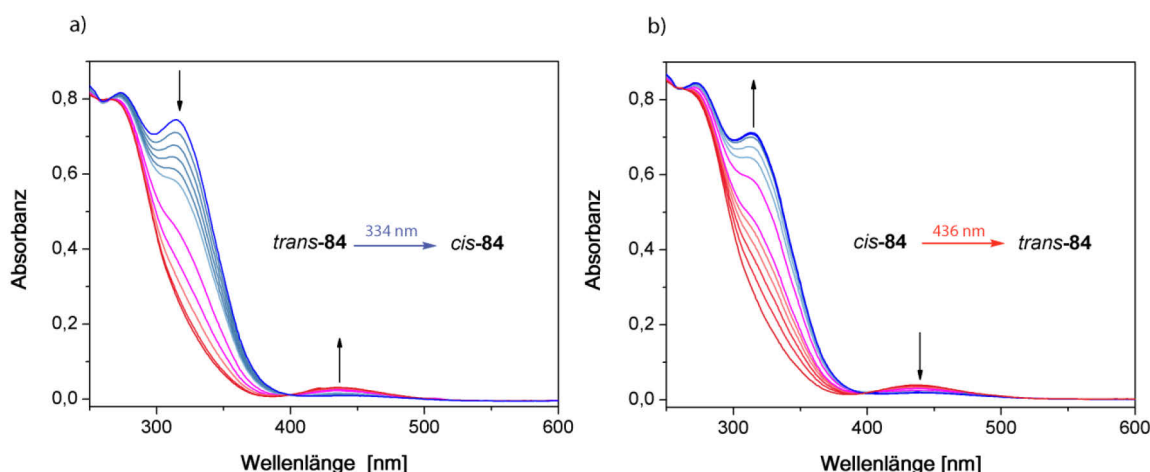 a)
0,8
0,6
0,4
0,2
0,0
Absorbanz
trans-84 334 nm cis-84
300 400 500 600
Wellenlänge [nm]
b)
0,8
0,6
0,4
0,2
0,0
Absorbanz
cis-84 436 nm trans-84
300 400 500 600
Wellenlänge [nm]